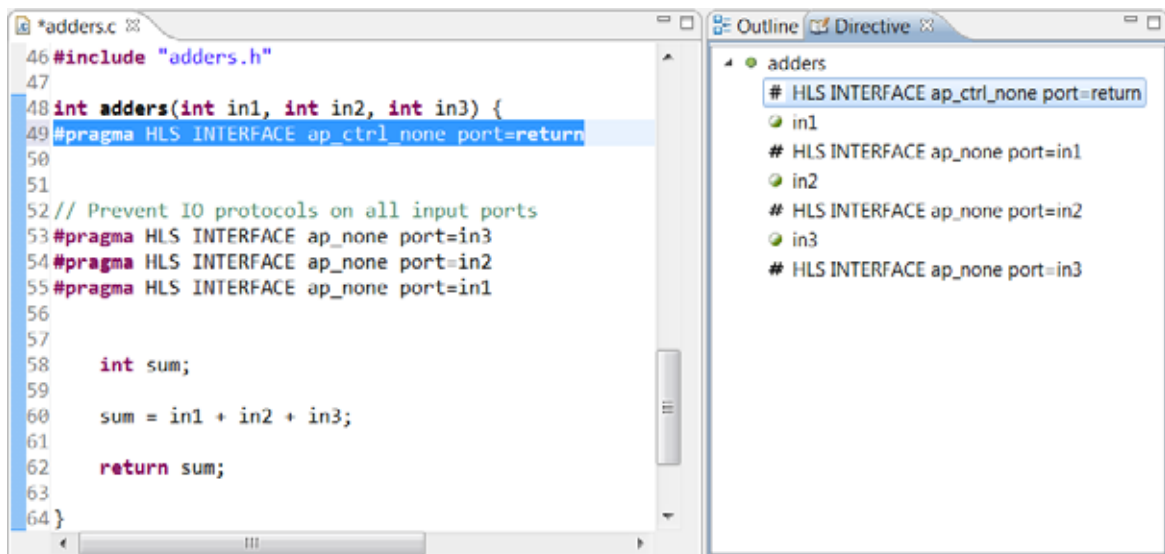 *adders.c
46 #include "adders.h"
47
48 int adders(int in1, int in2, int in3) {
49 #pragma HLS INTERFACE ap_ctrl_none port=return
50
51
52 // Prevent IO protocols on all input ports
53 #pragma HLS INTERFACE ap_none port=in3
54 #pragma HLS INTERFACE ap_none port=in2
55 #pragma HLS INTERFACE ap_none port=in1
56
57
58 int sum;
59
60 sum = in1 + in2 + in3;
61
62 return sum;
63
64 }
Outline Directive
adders
# HLS INTERFACE ap_ctrl_none port=return
in1
# HLS INTERFACE ap_none port=in1
in2
# HLS INTERFACE ap_none port=in2
in3
# HLS INTERFACE ap_none port=in3